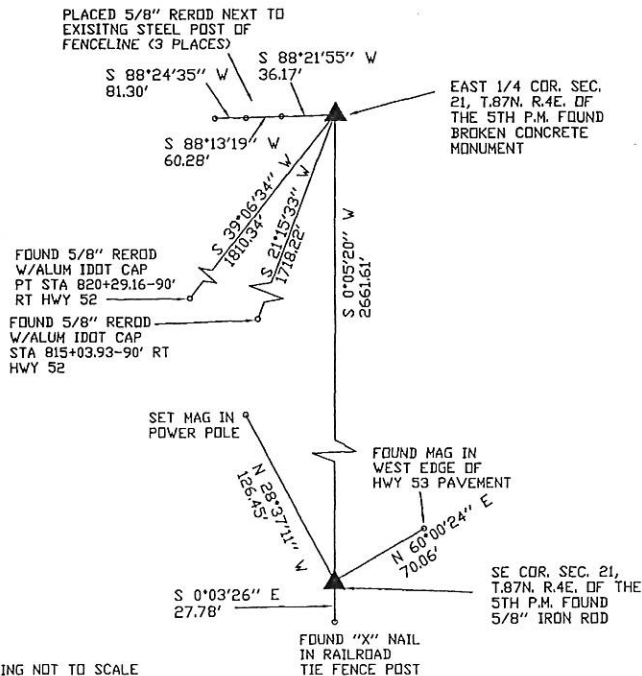 PLACED 5/8" REROD NEXT TO
EXISITNG STEEL POST OF
FENCELINE (3 PLACES)
S 88°21'55" W
36.17'
S 88°24'35" W
81.30'
S 88°13'19" W
60.28'
EAST 1/4 COR. SEC.
21, T.87N. R.4E. OF
THE 5TH P.M. FOUND
BROKEN CONCRETE
MONUMENT
S 39°06'34" W
1810.34'
S 21°15'33" W
1718.22'
S 0°05'20" W
2661.61'
FOUND 5/8" REROD
W/ALUM IDOT CAP
PT STA 820+29.16-90'
RT HWY 52
FOUND 5/8" REROD
W/ALUM IDOT CAP
STA 815+03.93-90' RT
HWY 52
SET MAG IN
POWER POLE
N 28°37'11" W
126.45'
FOUND MAG IN
WEST EDGE OF
HWY 53 PAVEMENT
N 60°00'24" E
70.06'
S 0°03'26" E
27.78'
SE COR. SEC. 21,
T.87N. R.4E. OF THE
5TH P.M. FOUND
5/8" IRON ROD
FOUND "X" NAIL
IN RAILROAD
TIE FENCE POST
ING NOT TO SCALE